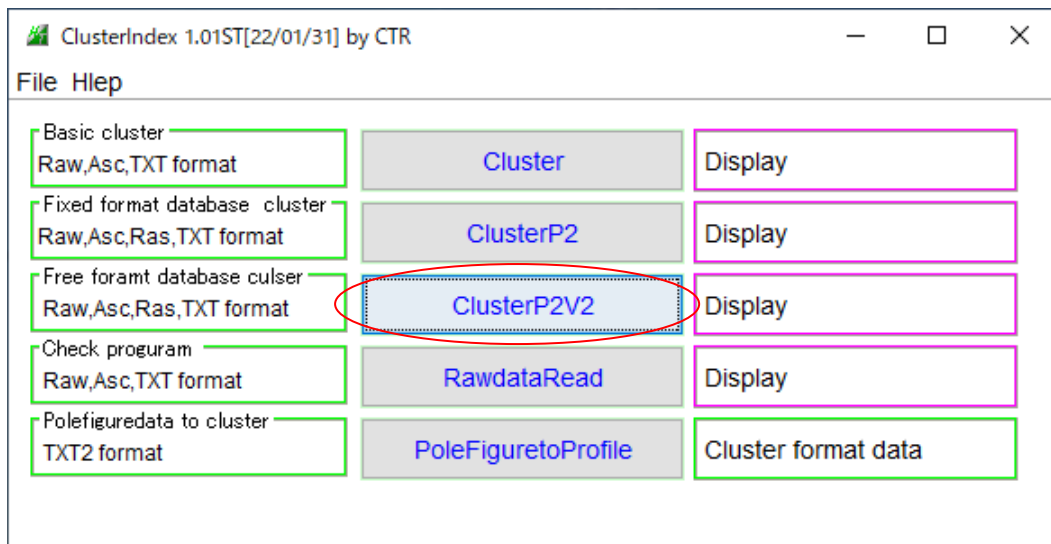 ClusterIndex 1.01ST[22/01/31] by CTR
File Hlep
Basic cluster
Raw,Asc,TXT format
Cluster
Display
Fixed format database cluster
Raw,Asc,Ras,TXT format
ClusterP2
Display
Free foramt database culser
Raw,Asc,Ras,TXT format
ClusterP2V2
Display
Check proguram
Raw,Asc,TXT format
RawdataRead
Display
Polefiguredata to cluster
TXT2 format
PoleFiguretoProfile
Cluster format data